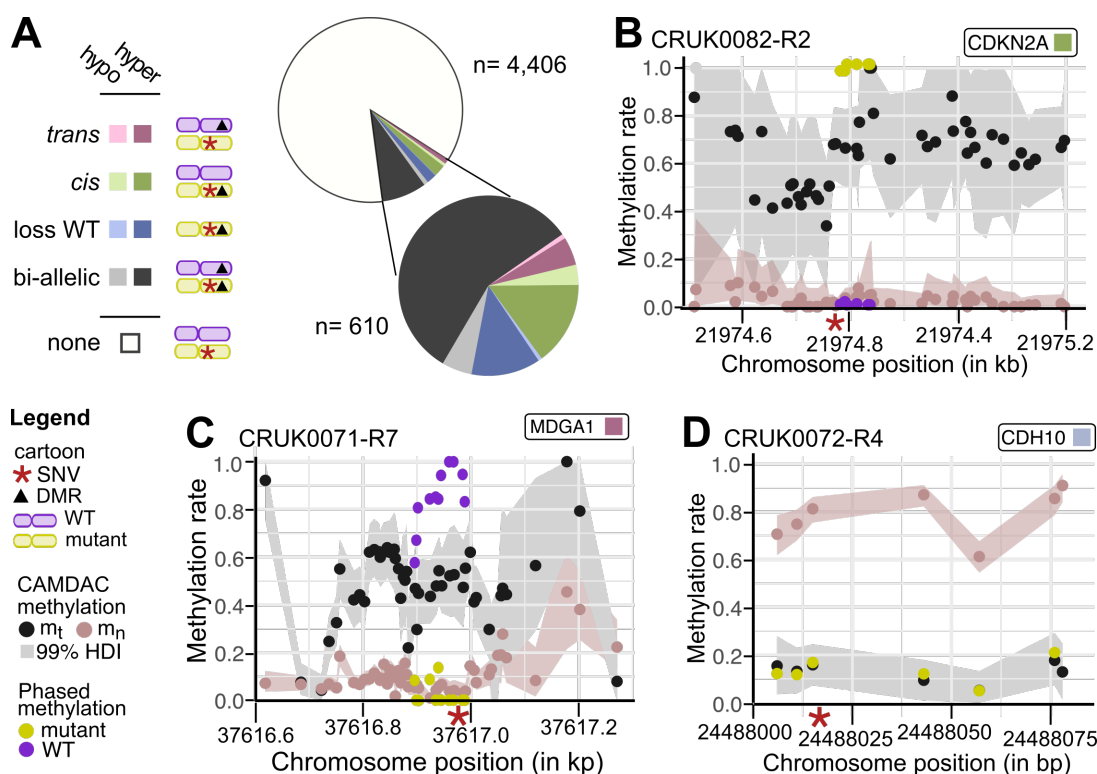 A
hypo
hyper
trans
cis
loss WT
bi-allelic
none
n= 4,406
n= 610
B
CRUK0082-R2
CDKN2A
Methylation rate
1.0
0.8
0.6
0.4
0.2
0.0
21974.6
21974.8
21974.4
21975.2
Chromosome position (in kb)
Legend
cartoon
SNV
DMR
WT
mutant
CAMDAC
methylation
mt mn
99% HDI
Phased
methylation
mutant
WT
C
CRUK0071-R7
MDGA1
Methylation rate
1.0
0.8
0.6
0.4
0.2
0.0
37616.6
37616.8
37617.0
37617.2
Chromosome position (in kp)
D
CRUK0072-R4
CDH10
Methylation rate
1.0
0.8
0.6
0.4
0.2
0.0
24488000
24488025
24488050
24488075
Chromosome position (in bp)